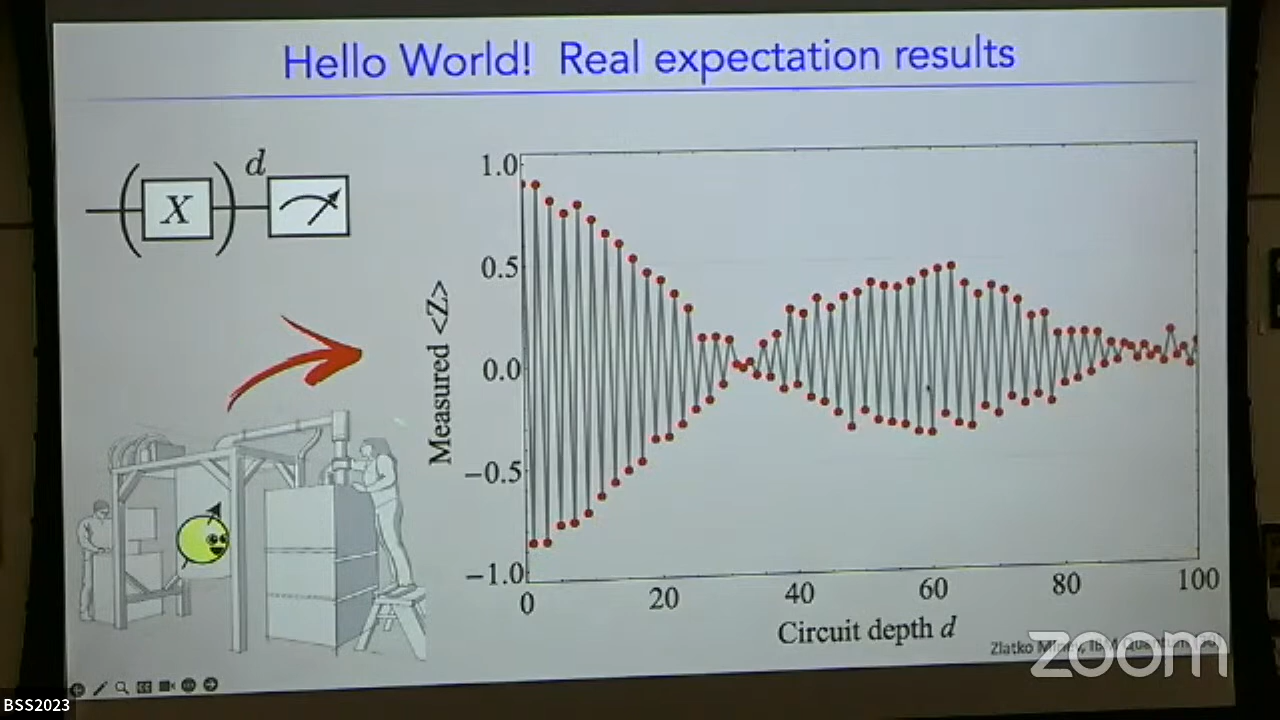 Hello World! Real expectation results
d
X
Measured <Z>
1.0
0.5
0.0
−0.5
−1.0
0
20
40
60
80
100
Circuit depth d
Zlatko
zoom
BSS2023